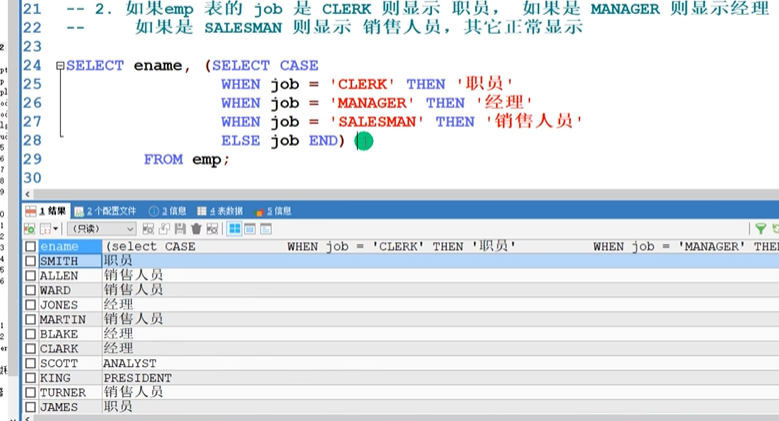 21 -- 2. 如果emp 表的 job 是 CLERK 则显示 职员， 如果是 MANAGER 则显示经理
22 -- 如果是 SALESMAN 则显示 销售人员，其它正常显示
23
24 SELECT ename, (SELECT CASE
25 WHEN job = 'CLERK' THEN '职员'
26 WHEN job = 'MANAGER' THEN '经理'
27 WHEN job = 'SALESMAN' THEN '销售人员'
28 ELSE job END)
29 FROM emp;
30
1 结果 2 个配置文件 3 信息 4 表数据 5 信息
（只读）
ename (select CASE WHEN job = 'CLERK' THEN '职员' WHEN job = 'MANAGER' THE
SMITH 职员
ALLEN 销售人员
WARD 销售人员
JONES 经理
MARTIN 销售人员
BLAKE 经理
CLARK 经理
SCOTT ANALYST
KING PRESIDENT
TURNER 销售人员
JAMES 职员